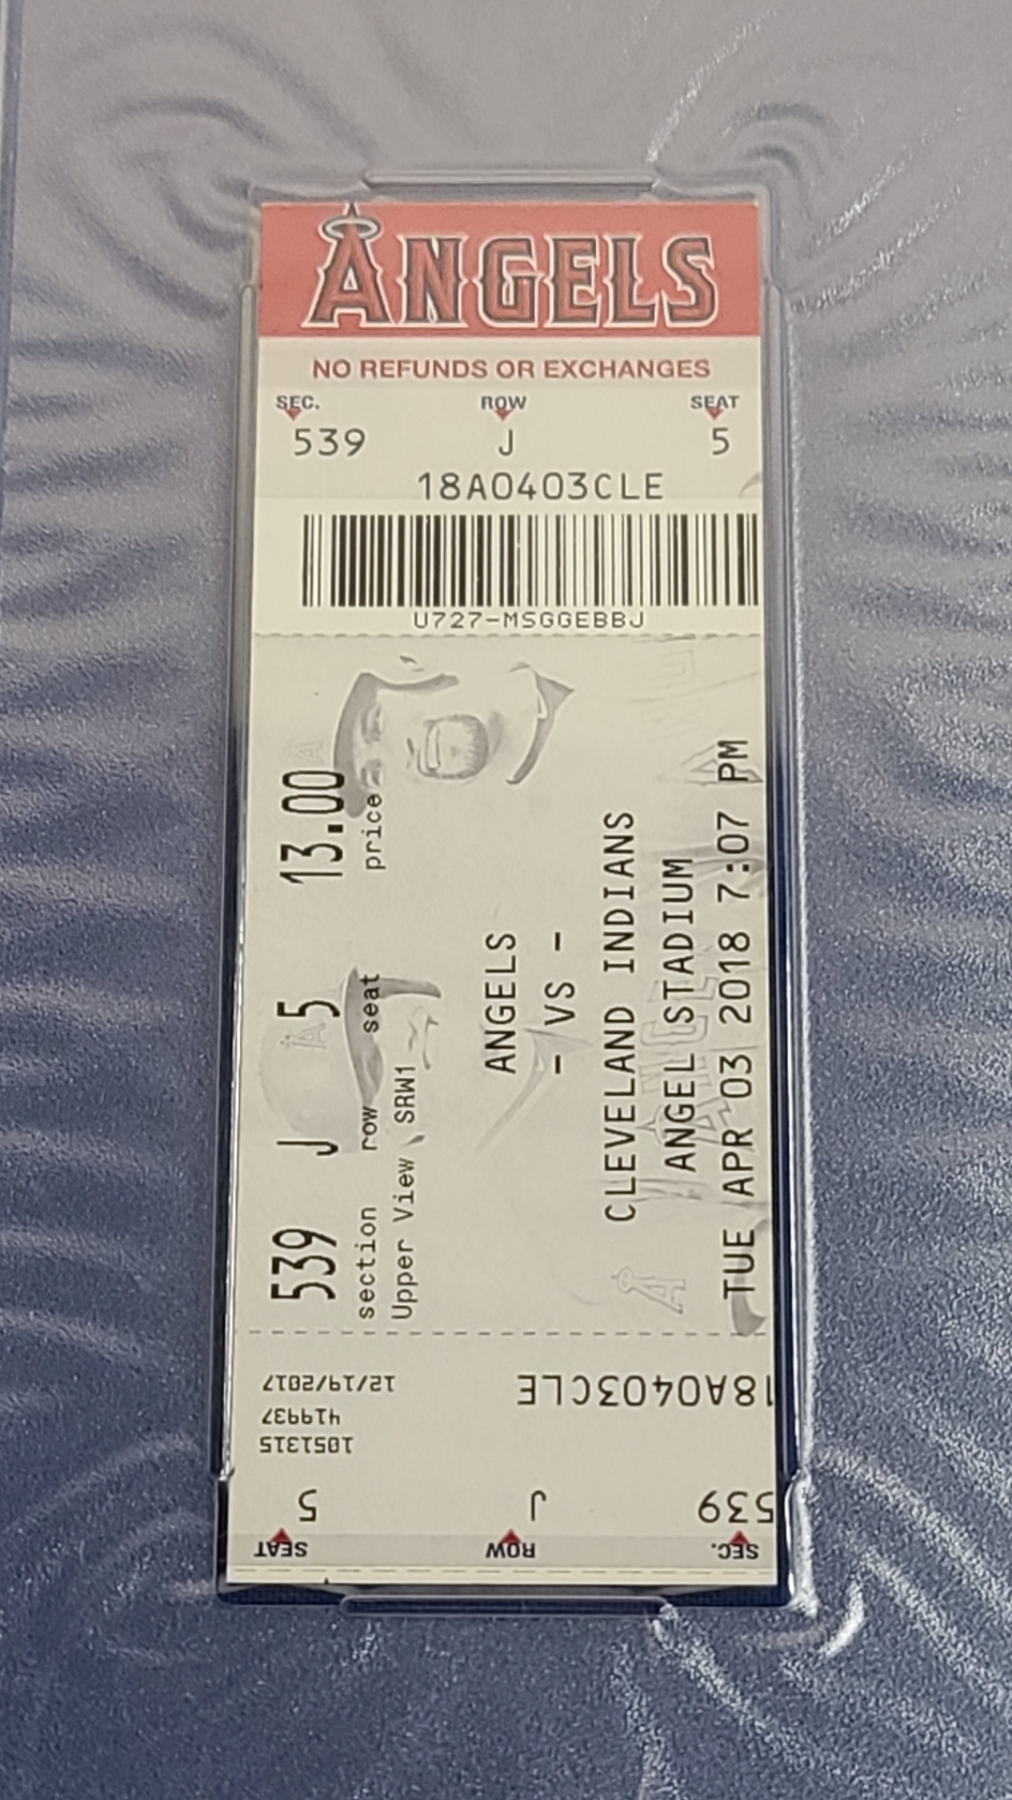 ANGELS
NO REFUNDS OR EXCHANGES
SEC. ROW SEAT
539 J 5
18A0403CLE
U727-MSGGEBBJ
539 J 5 13.00
section row seat price
Upper View, SRW1
ANGELS
- VS -
CLEVELAND INDIANS
ANGEL STADIUM
TUE APR 03 2018 7:07 PM
SEC. ROW SEAT
539 J 5
1051315
419937
18A0403CLE 12/19/2017